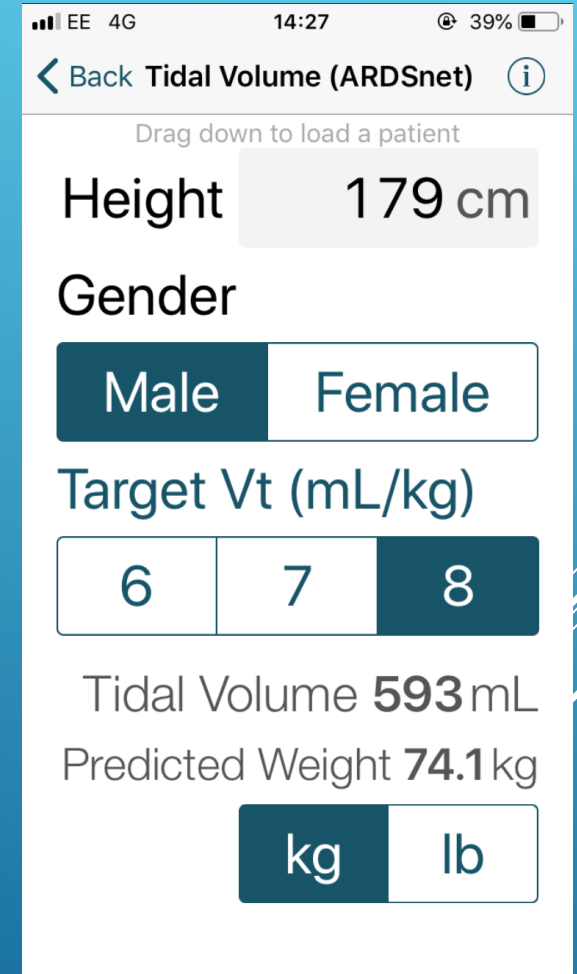 EE 4G 14:27 39%
Back Tidal Volume (ARDSnet) i
Drag down to load a patient
Height 179 cm
Gender
Male Female
Target Vt (mL/kg)
6 7 8
Tidal Volume 593 mL
Predicted Weight 74.1 kg
kg lb